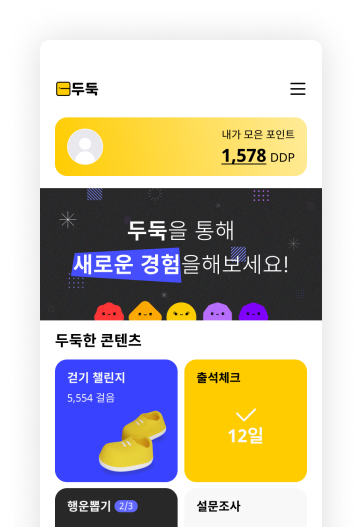 두둑
내가 모은 포인트
1,578 DDP
두둑을 통해
새로운 경험을해보세요!
두둑한 콘텐츠
걷기 챌린지
5,554 걸음
출석체크
12일
행운뽑기 2/3
설문조사